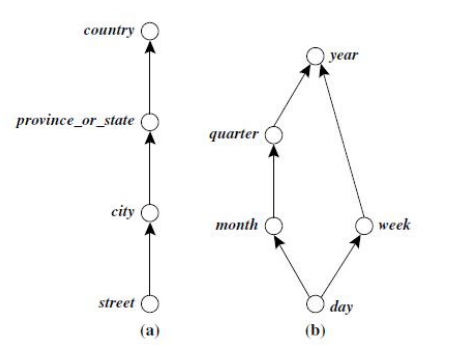 country
province_or_state
city
street
(a)
year
quarter
month
week
day
(b)